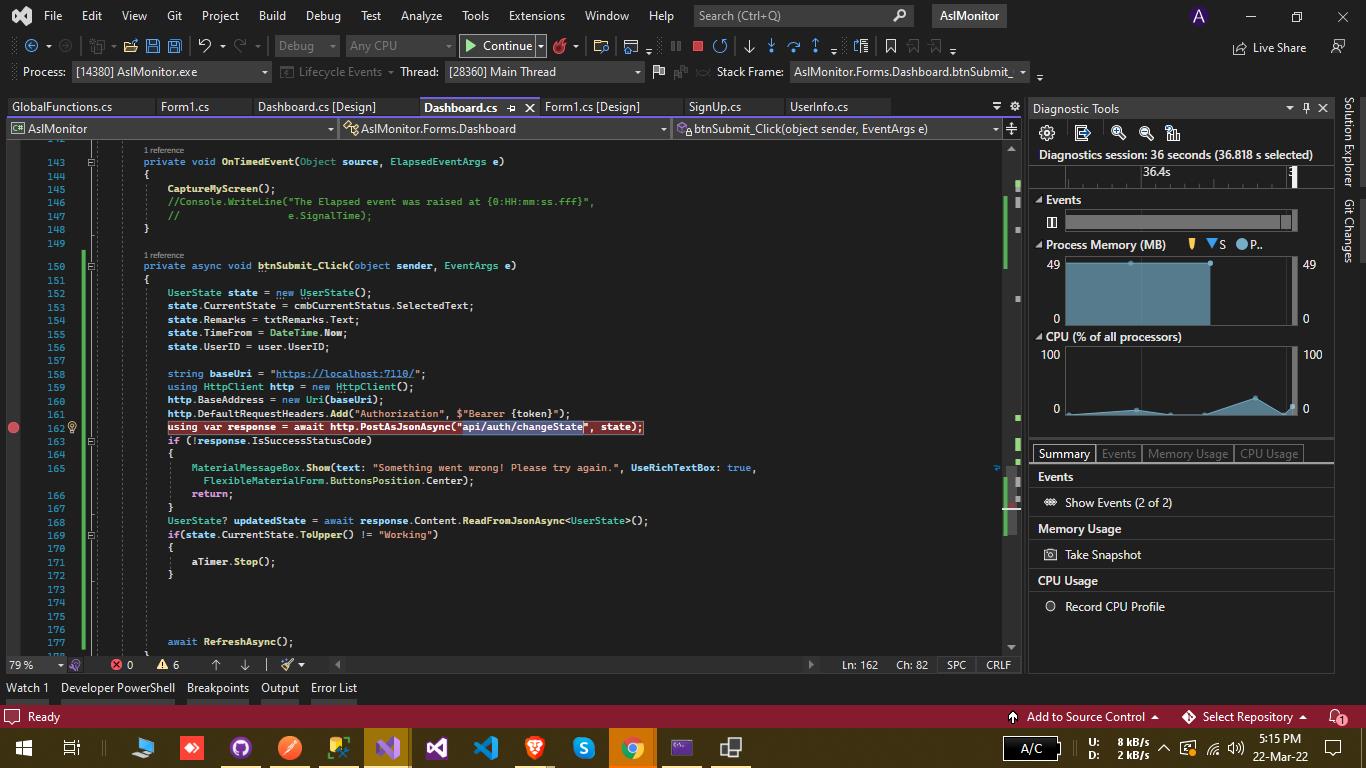 File Edit View Git Project Build Debug Test Analyze Tools Extensions Window Help Search (Ctrl+Q) AslMonitor A
Debug Any CPU Continue Live Share
Process: [14380] AslMonitor.exe Lifecycle Events Thread: [28360] Main Thread Stack Frame: AslMonitor.Forms.Dashboard.btnSubmit_
GlobalFunctions.cs Form1.cs Dashboard.cs [Design] Dashboard.cs Form1.cs [Design] SignUp.cs UserInfo.cs
C# AslMonitor AslMonitor.Forms.Dashboard btnSubmit_Click(object sender, EventArgs e)
1 reference
143 private void OnTimedEvent(Object source, ElapsedEventArgs e)
144 {
145 CaptureMyScreen();
146 //Console.WriteLine("The Elapsed event was raised at {0:HH:mm:ss.fff}",
147 // e.SignalTime);
148 }
149
1 reference
150 private async void btnSubmit_Click(object sender, EventArgs e)
151 {
152 UserState state = new UserState();
153 state.CurrentState = cmbCurrentStatus.SelectedText;
154 state.Remarks = txtRemarks.Text;
155 state.TimeFrom = DateTime.Now;
156 state.UserID = user.UserID;
157
158 string baseUri = "https://localhost:7110/";
159 using HttpClient http = new HttpClient();
160 http.BaseAddress = new Uri(baseUri);
161 http.DefaultRequestHeaders.Add("Authorization", $"Bearer {token}");
162 using var response = await http.PostAsJsonAsync("api/auth/changeState", state);
163 if (!response.IsSuccessStatusCode)
164 {
165 MaterialMessageBox.Show(text: "Something went wrong! Please try again.", UseRichTextBox: true,
FlexibleMaterialForm.ButtonsPosition.Center);
166 return;
167 }
168 UserState? updatedState = await response.Content.ReadFromJsonAsync<UserState>();
169 if(state.CurrentState.ToUpper() != "Working")
170 {
171 aTimer.Stop();
172 }
173
174
175
176
177 await RefreshAsync();
79 % 0 6 Ln: 162 Ch: 82 SPC CRLF
Diagnostic Tools
Diagnostics session: 36 seconds (36.818 s selected)
36.4s
Events
Process Memory (MB) S P..
49 49
0 0
CPU (% of all processors)
100 100
0 0
Summary Events Memory Usage CPU Usage
Events
Show Events (2 of 2)
Memory Usage
Take Snapshot
CPU Usage
Record CPU Profile
Solution Explorer
Git Changes
Watch 1 Developer PowerShell Breakpoints Output Error List
Ready Add to Source Control Select Repository 1
A/C U: 8 kB/s 5:15 PM
D: 2 kB/s 22-Mar-22